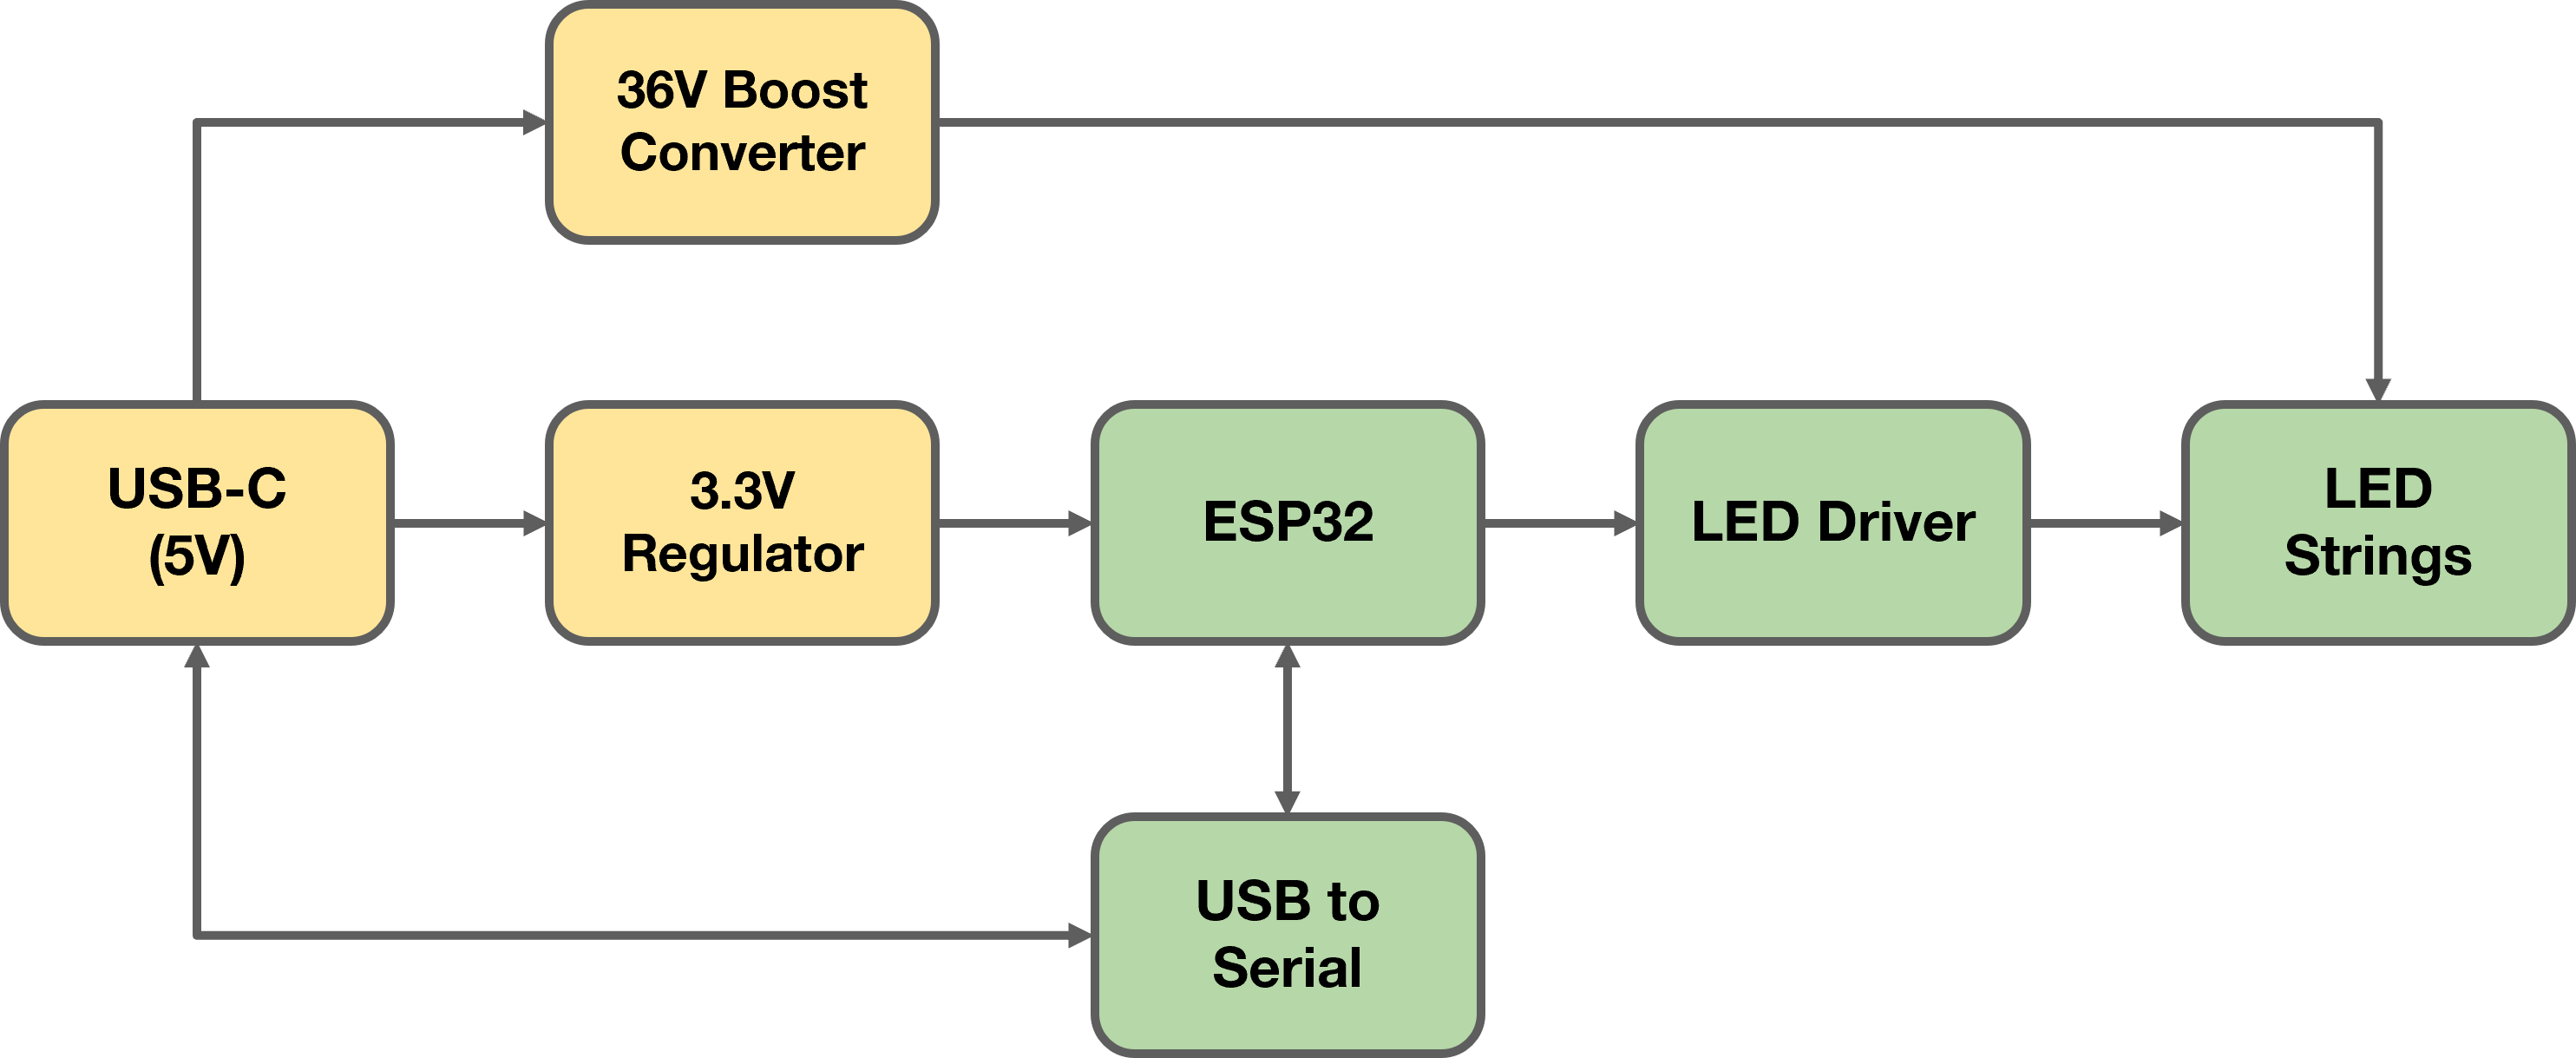 36V Boost
Converter
USB-C
(5V)
3.3V
Regulator
ESP32
LED Driver
LED
Strings
USB to
Serial